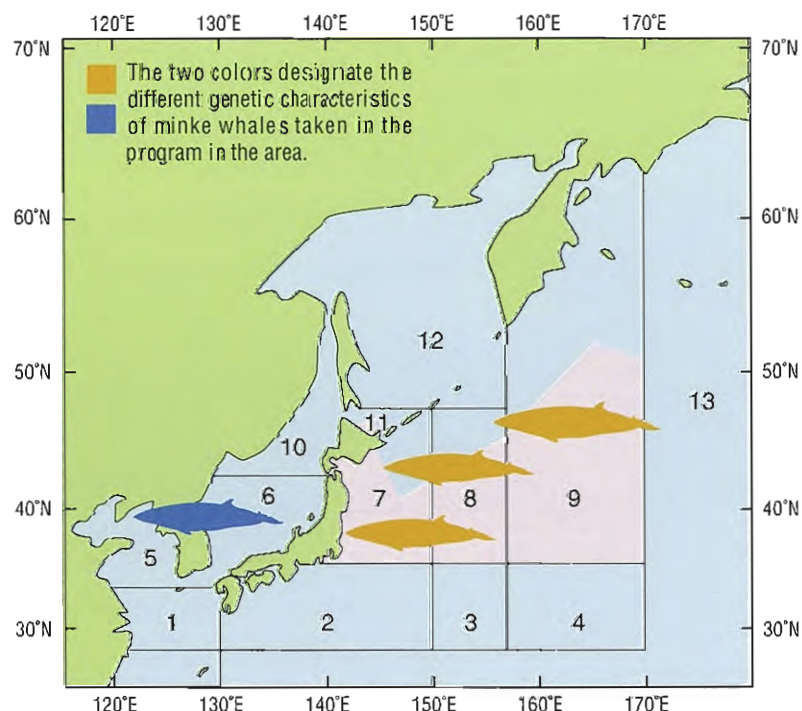 120°E 130°E 140°E 150°E 160°E 170°E
70°N 70°N
The two colors designate the
different genetic characteristics
of minke whales taken in the
program in the area.
60°N 60°N
12
50°N 50°N
13
11
10
6 7 8 9
40°N 40°N
5
1 2 3 4
30°N 30°N
120°E 130°E 140°E 150°E 160°E 170°E